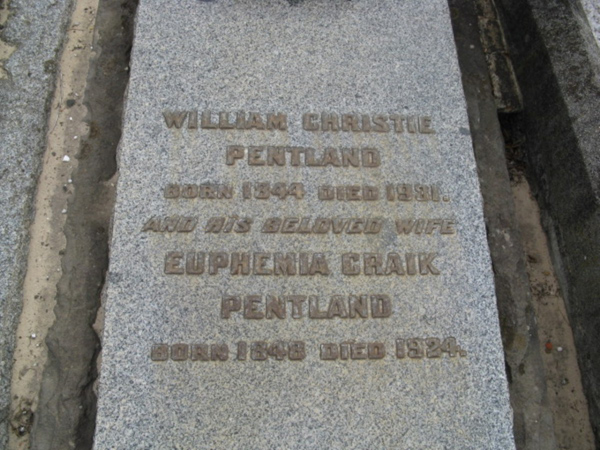 WILLIAM CHRISTIE
PENTLAND
BORN 1844 DIED 1931.
AND HIS BELOVED WIFE
EUPHEMIA CRAIK
PENTLAND
BORN 1848 DIED 1924.